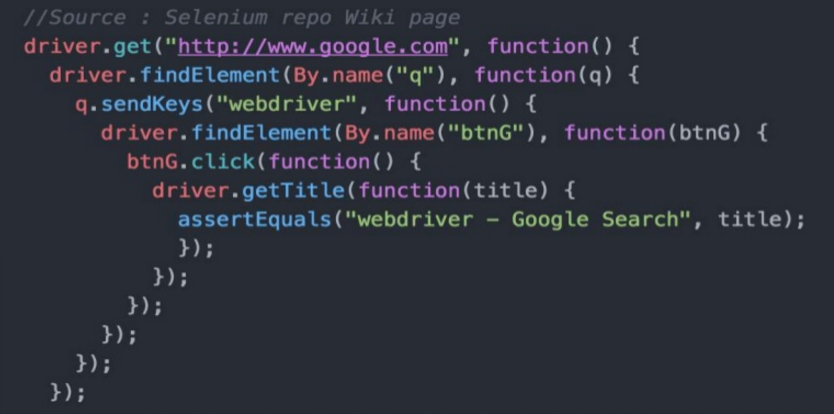 //Source : Selenium repo Wiki page
driver.get("http://www.google.com", function() {
  driver.findElement(By.name("q"), function(q) {
    q.sendKeys("webdriver", function() {
      driver.findElement(By.name("btnG"), function(btnG) {
        btnG.click(function() {
          driver.getTitle(function(title) {
            assertEquals("webdriver – Google Search", title);
            });
          });
        });
      });
    });
  });